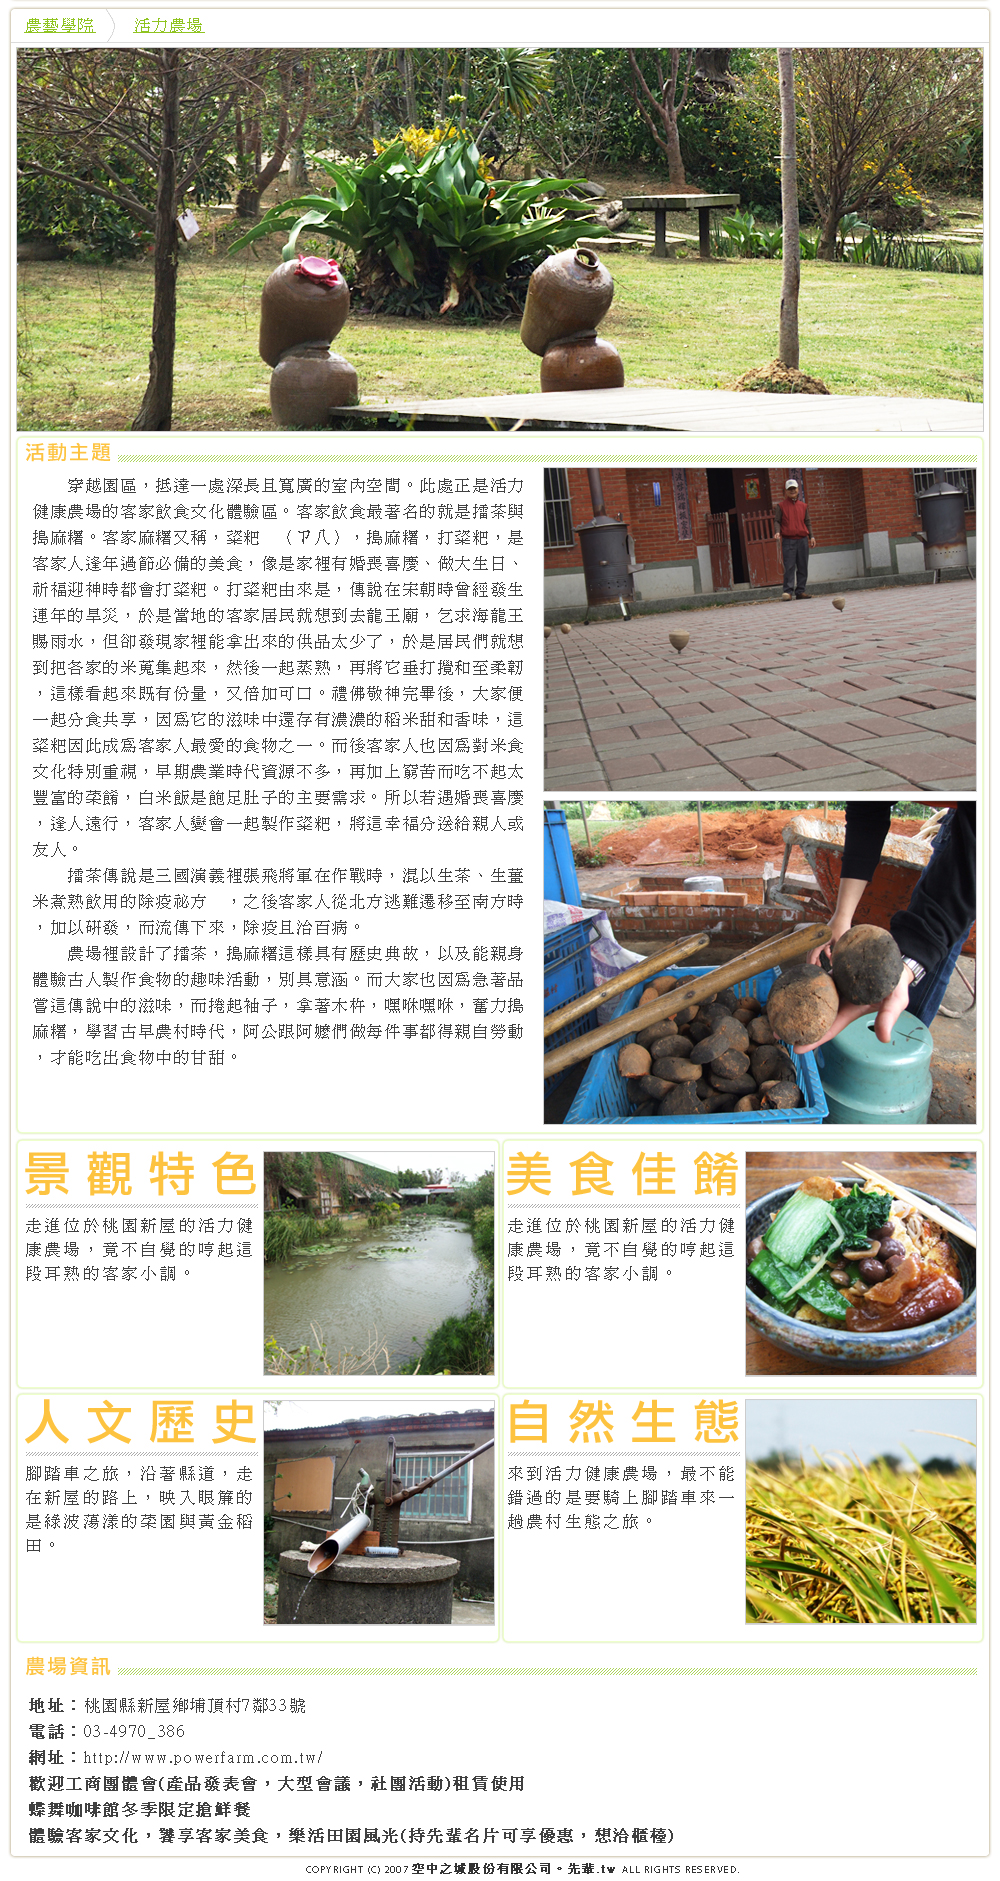 農藝學院 活力農場
活動主題
穿越園區，抵達一處深長且寬廣的室內空間。此處正是活力
健康農場的客家飲食文化體驗區。客家飲食最著名的就是擂茶與
搗麻糬。客家麻糬又稱，粢粑 （ㄗㄟ），搗麻糬，打粢粑，是
客家人逢年過節必備的美食，像是家裡有婚喪喜慶、做大生日、
祈福迎神時都會打粢粑。打粢粑由來是，傳說在宋朝時曾經發生
連年的旱災，於是當地的客家居民就想到去龍王廟，乞求海龍王
賜雨水，但卻發現家裡能拿出來的供品太少了，於是居民們就想
到把各家的米蒐集起來，然後一起蒸熟，再將它垂打攪和至柔韌
，這樣看起來既有份量，又倍加可口。禮佛敬神完畢後，大家便
一起分食共享，因為它的滋味中還存有濃濃的稻米甜和香味，這
粢粑因此成為客家人最愛的食物之一。而後客家人也因為對米食
文化特別重視，早期農業時代資源不多，再加上窮苦而吃不起太
豐富的菜餚，白米飯是飽足肚子的主要需求。所以若遇婚喪喜慶
，逢人遠行，客家人變會一起製作粢粑，將這幸福分送給親人或
友人。
擂茶傳說是三國演義裡張飛將軍在作戰時，混以生茶、生薑
米煮熟飲用的除疫祕方 ，之後客家人從北方逃難遷移至南方時
，加以研發，而流傳下來，除疫且治百病。
農場裡設計了擂茶，搗麻糬這樣具有歷史典故，以及能親身
體驗古人製作食物的趣味活動，別具意涵。而大家也因為急著品
嘗這傳說中的滋味，而捲起袖子，拿著木杵，嘿咻嘿咻，奮力搗
麻糬，學習古早農村時代，阿公跟阿嬤們做每件事都得親自勞動
，才能吃出食物中的甘甜。
景觀特色
走進位於桃園新屋的活力健
康農場，竟不自覺的哼起這
段耳熟的客家小調。
美食佳餚
走進位於桃園新屋的活力健
康農場，竟不自覺的哼起這
段耳熟的客家小調。
人文歷史
腳踏車之旅，沿著縣道，走
在新屋的路上，映入眼簾的
是綠波蕩漾的菜園與黃金稻
田。
自然生態
來到活力健康農場，最不能
錯過的是要騎上腳踏車來一
趟農村生態之旅。
農場資訊
地址：桃園縣新屋鄉埔頂村7鄰33號
電話：03-4970_386
網址：http://www.powerfarm.com.tw/
歡迎工商團體會(產品發表會，大型會議，社團活動)租賃使用
蝶舞咖啡館冬季限定搶鮮餐
體驗客家文化，饗享客家美食，樂活田園風光(持先輩名片可享優惠，想洽櫃檯)
COPYRIGHT (C) 2007 空中之城股份有限公司。先輩.tw ALL RIGHTS RESERVED.